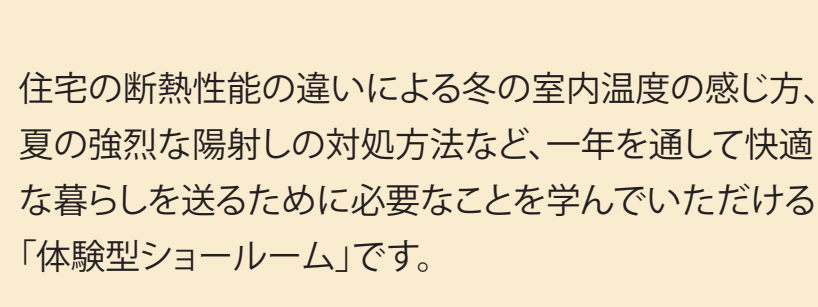 住宅の断熱性能の違いによる冬の室内温度の感じ方、
夏の強烈な陽射しの対処方法など、一年を通して快適
な暮らしを送るために必要なことを学んでいただける
「体験型ショールーム」です。